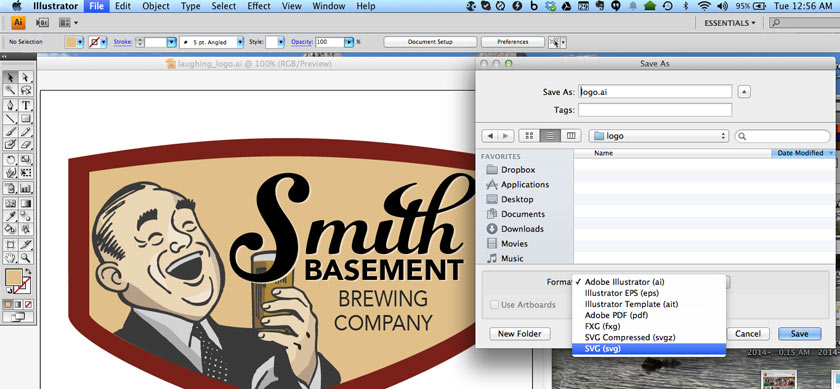 Illustrator File Edit Object Type Select Effect View Window Help 95% Tue 12:56 AM
Ai Br ESSENTIALS
No Selection Stroke: 5 pt. Angled Style: Opacity: 100 % Document Setup Preferences
laughing_logo.ai @ 100% (RGB/Preview)
Smith
BASEMENT
BREWING
COMPANY
Save As
Save As: logo.ai
Tags:
logo
FAVORITES
Dropbox
Applications
Desktop
Documents
Downloads
Movies
Music
Name Date Modified
Format ✓ Adobe Illustrator (ai)
Illustrator EPS (eps)
Illustrator Template (ait)
Adobe PDF (pdf)
FXG (fxg)
SVG Compressed (svgz)
SVG (svg)
Use Artboards
New Folder Cancel Save
2014-...0.15 AM 2014-